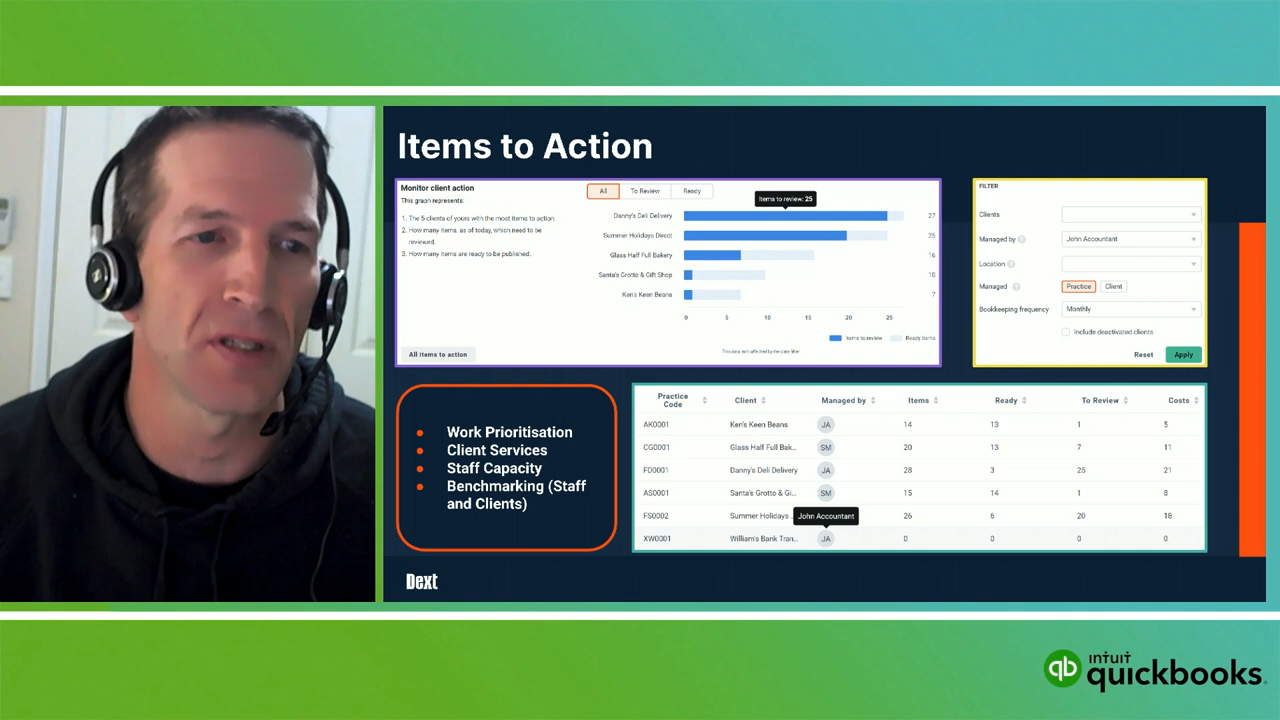 Items to Action
Monitor client action
This graph represents:
1. The 5 clients of yours with the most items to action.
2. How many items, as of today, which need to be
reviewed.
3. How many items are ready to be published.
All items to action
All To Review Ready
Items to review: 25
Danny's Deli Delivery 27
Summer Holidays Direct 25
Glass Half Full Bakery 16
Santa's Grotto & Gift Shop 10
Ken's Keen Beans 7
0 5 10 15 20 25
Items to review Ready items
This data isn't affected by the date filter
FILTER
Clients
Managed by ? John Accountant
Location ?
Managed ? Practice Client
Bookkeeping frequency Monthly
Include deactivated clients
Reset Apply
• Work Prioritisation
• Client Services
• Staff Capacity
• Benchmarking (Staff
and Clients)
Practice
Code Client Managed by Items Ready To Review Costs
AK0001 Ken's Keen Beans JA 14 13 1 5
CG0001 Glass Half Full Bak... SM 20 13 7 11
FD0001 Danny's Deli Delivery JA 28 3 25 21
AS0001 Santa's Grotto & Gi... SM 15 14 1 8
FS0002 Summer Holidays John Accountant 26 6 20 18
XW0001 William's Bank Tran... JA 0 0 0 0
Dext
qb INTUIT
quickbooks.